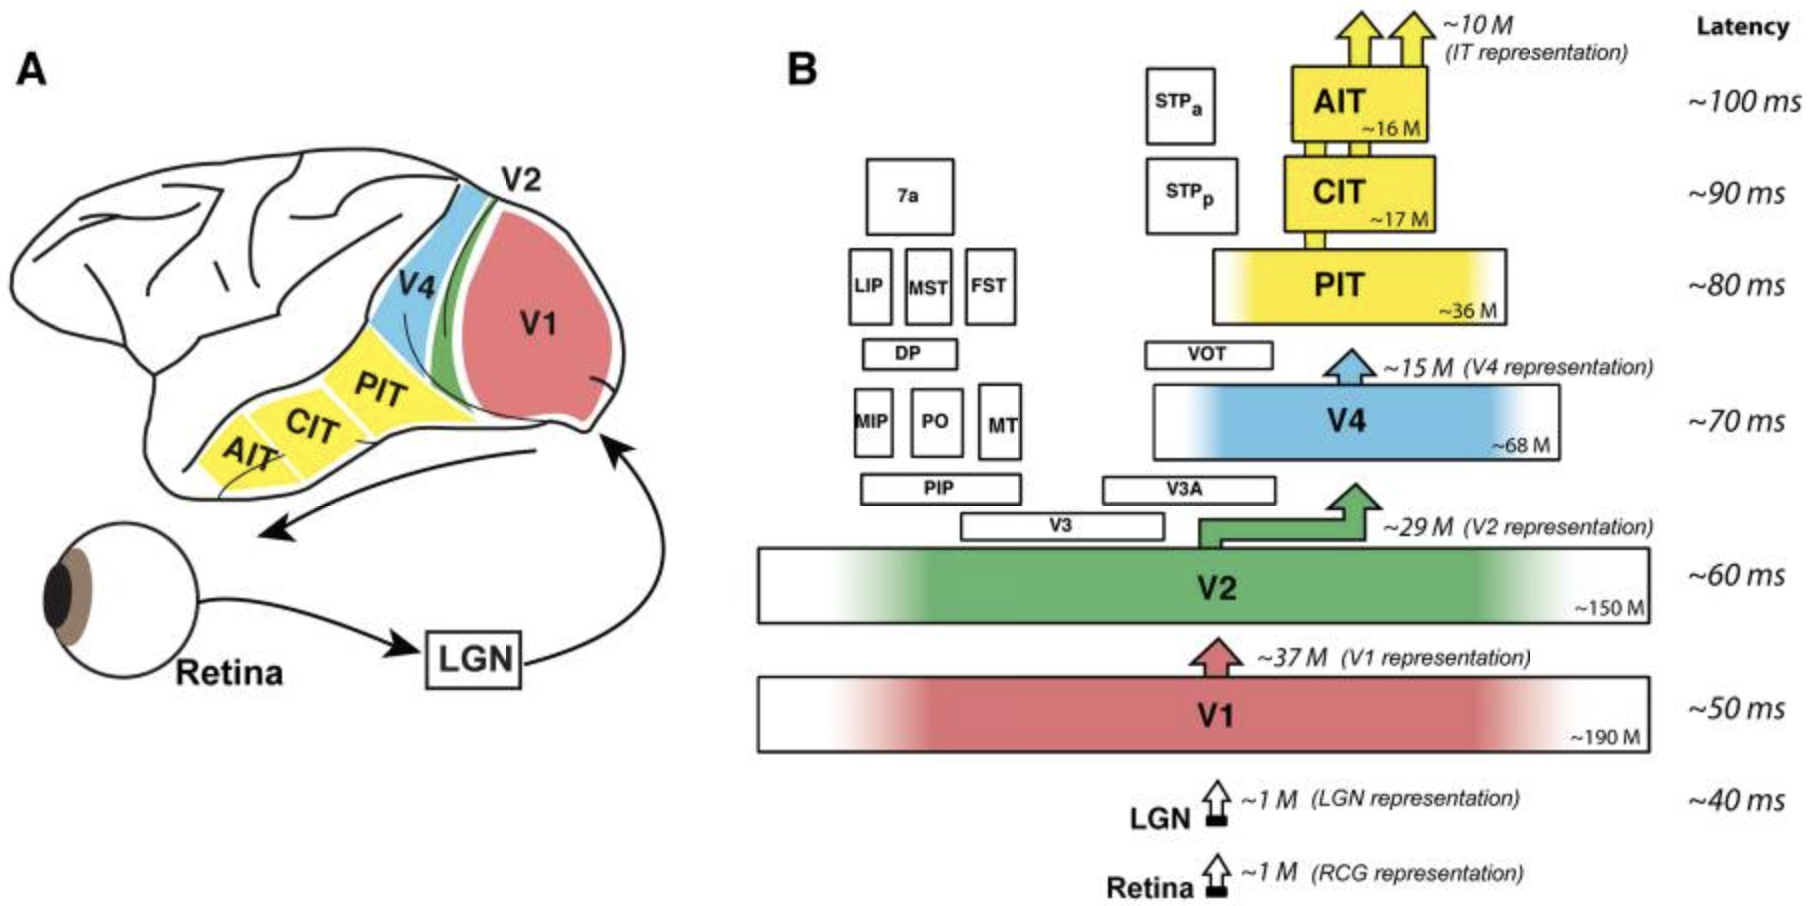 A
V2
V4
V1
PIT
CIT
AIT
Retina
LGN
B
~10 M
(IT representation)
Latency
STPa
AIT
~16 M
~100 ms
7a
STPp
CIT
~17 M
~90 ms
LIP
MST
FST
PIT
~36 M
~80 ms
DP
VOT
~15 M (V4 representation)
MIP
PO
MT
V4
~68 M
~70 ms
PIP
V3A
V3
~29 M (V2 representation)
V2
~150 M
~60 ms
~37 M (V1 representation)
V1
~190 M
~50 ms
LGN
~1 M (LGN representation)
~40 ms
Retina
~1 M (RCG representation)